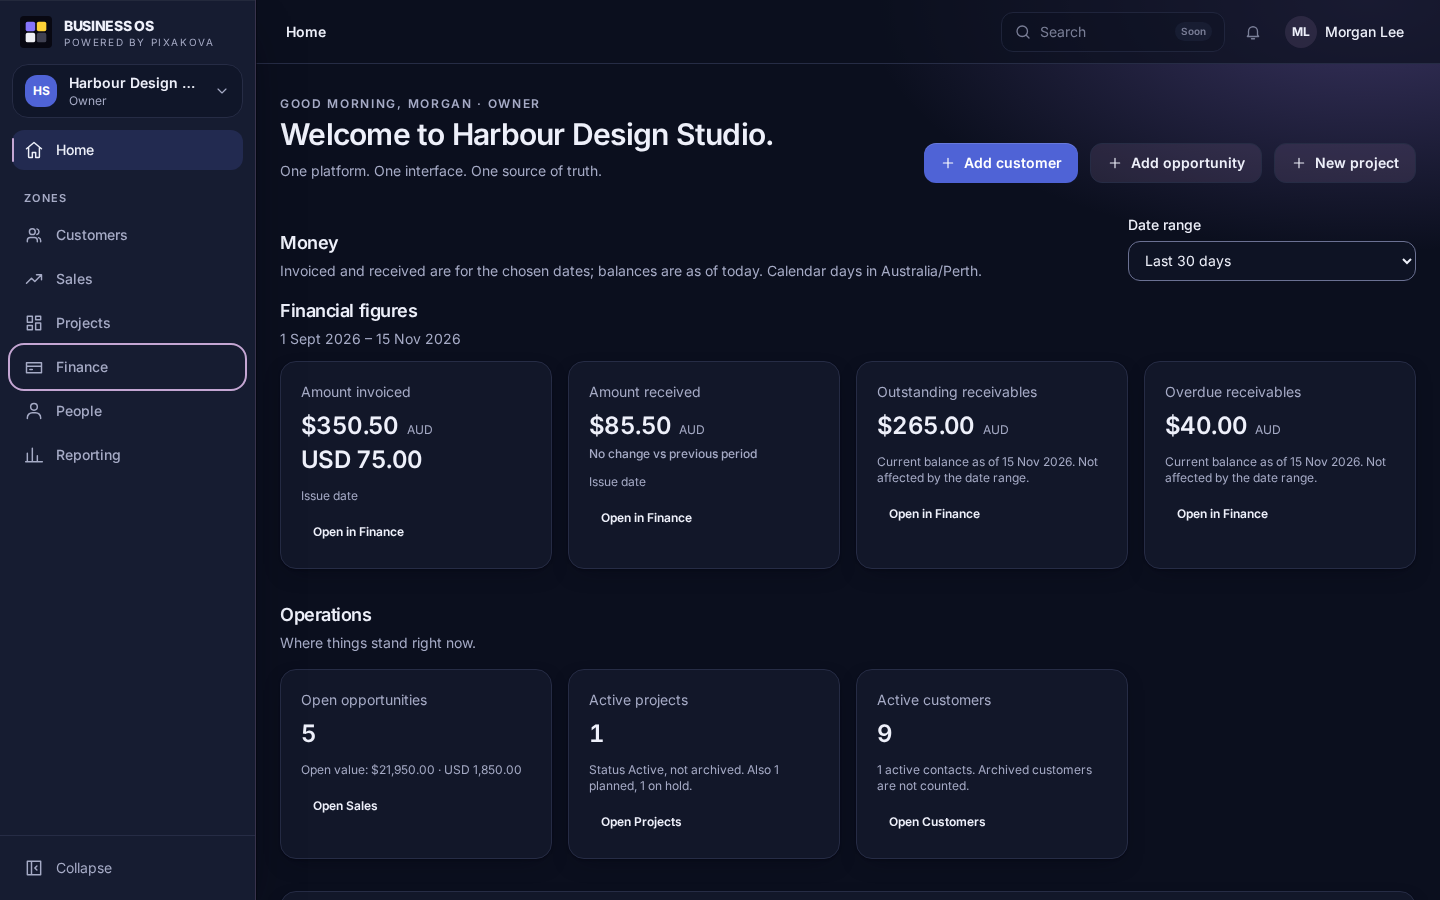 BUSINESS OS
POWERED BY PIXAKOVA
HS
Harbour Design ...
Owner
Home
ZONES
Customers
Sales
Projects
Finance
People
Reporting
Collapse
Home
Search
Soon
ML
Morgan Lee
GOOD MORNING, MORGAN · OWNER
Welcome to Harbour Design Studio.
One platform. One interface. One source of truth.
Add customer
Add opportunity
New project
Money
Invoiced and received are for the chosen dates; balances are as of today. Calendar days in Australia/Perth.
Date range
Last 30 days
Financial figures
1 Sept 2026 – 15 Nov 2026
Amount invoiced
$350.50 AUD
USD 75.00
Issue date
Open in Finance
Amount received
$85.50 AUD
No change vs previous period
Issue date
Open in Finance
Outstanding receivables
$265.00 AUD
Current balance as of 15 Nov 2026. Not
affected by the date range.
Open in Finance
Overdue receivables
$40.00 AUD
Current balance as of 15 Nov 2026. Not
affected by the date range.
Open in Finance
Operations
Where things stand right now.
Open opportunities
5
Open value: $21,950.00 · USD 1,850.00
Open Sales
Active projects
1
Status Active, not archived. Also 1
planned, 1 on hold.
Open Projects
Active customers
9
1 active contacts. Archived customers
are not counted.
Open Customers